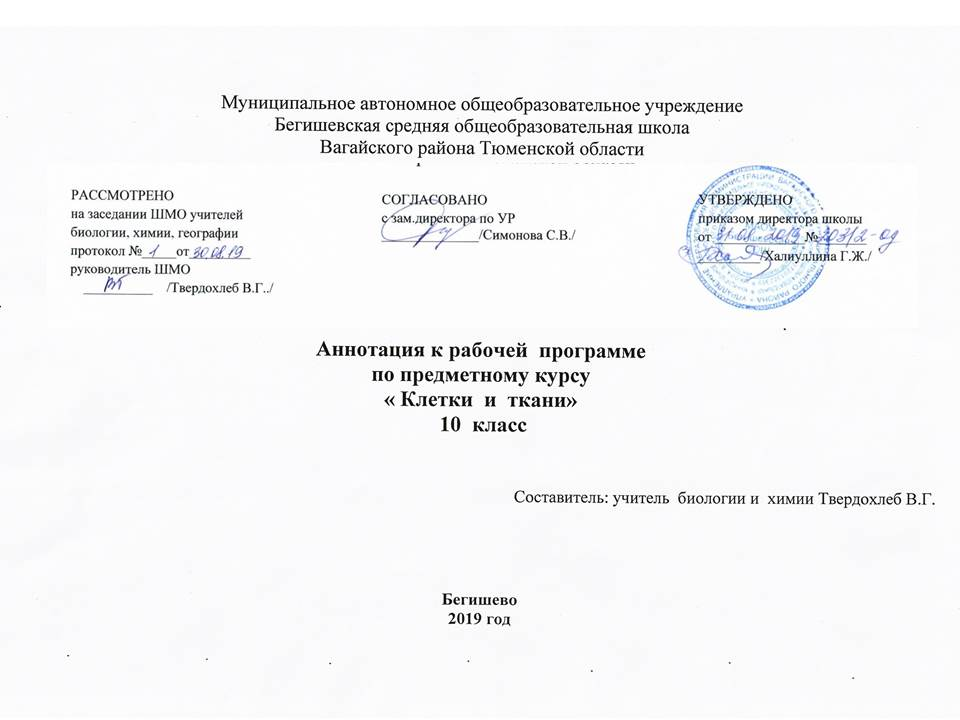 Муниципальное автономное общеобразовательное учреждение
Бегишевская средняя общеобразовательная школа
Вагайского района Тюменской области
РАССМОТРЕНО
на заседании ШМО учителей
биологии, химии, географии
протокол № 1 от 30.08.19
руководитель ШМО
/Твердохлеб В.Г../
СОГЛАСОВАНО
с зам.директора по УР
/Симонова С.В./
УТВЕРЖДЕНО
приказом директора школы
от 31.08.2019 № 203/2-од
/Халиуллина Г.Ж./
Аннотация к рабочей программе
по предметному курсу
« Клетки и ткани»
10 класс
Составитель: учитель биологии и химии Твердохлеб В.Г.
Бегишево
2019 год